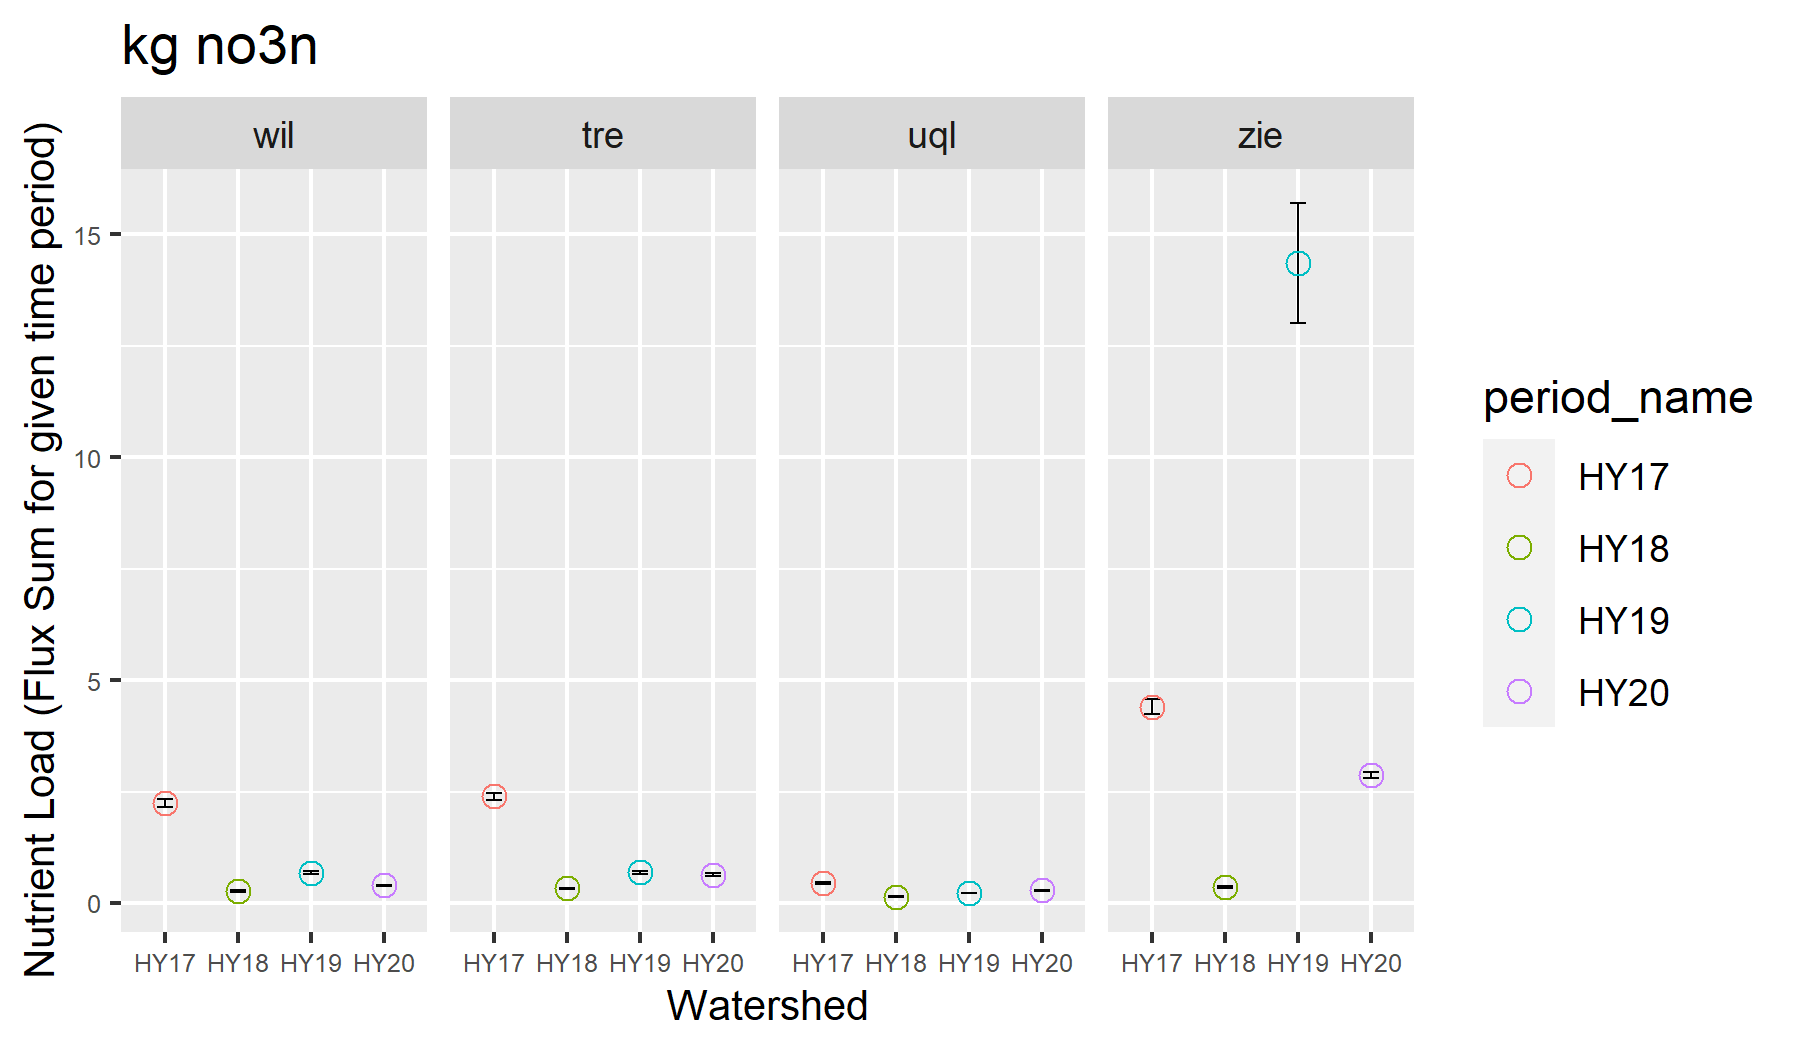 kg no3n
wil
tre
uql
zie
Nutrient Load (Flux Sum for given time period)
15
10
5
0
HY17 HY18 HY19 HY20
HY17 HY18 HY19 HY20
HY17 HY18 HY19 HY20
HY17 HY18 HY19 HY20
Watershed
period_name
HY17
HY18
HY19
HY20